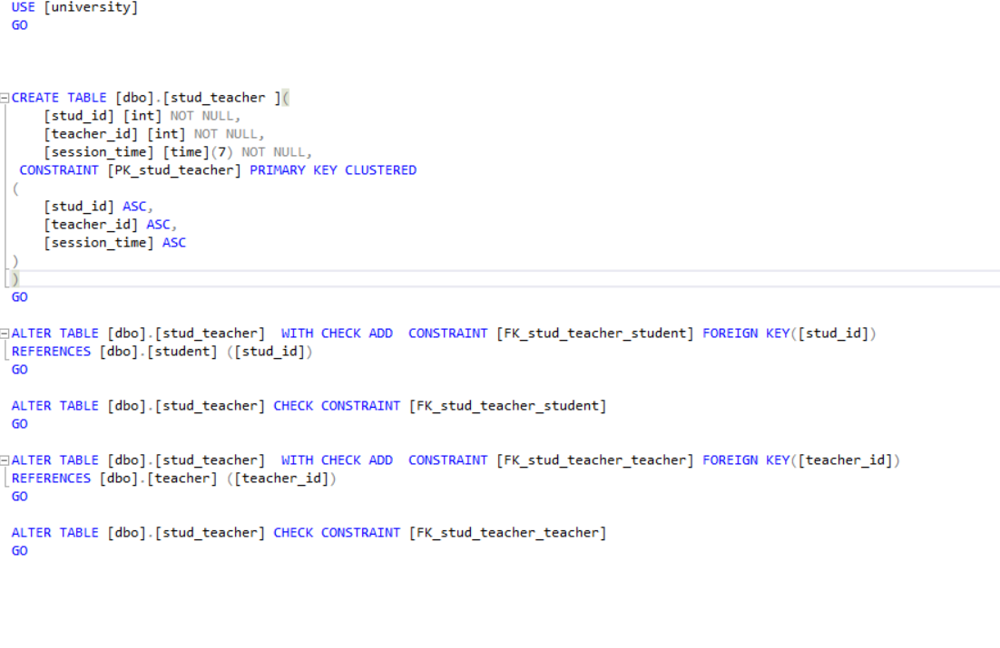 USE [university]
GO
CREATE TABLE [dbo].[stud_teacher ](
[stud_id] [int] NOT NULL,
[teacher_id] [int] NOT NULL,
[session_time] [time](7) NOT NULL,
CONSTRAINT [PK_stud_teacher] PRIMARY KEY CLUSTERED
(
[stud_id] ASC,
[teacher_id] ASC,
[session_time] ASC
)
)
GO
ALTER TABLE [dbo].[stud_teacher]  WITH CHECK ADD  CONSTRAINT [FK_stud_teacher_student] FOREIGN KEY([stud_id])
REFERENCES [dbo].[student] ([stud_id])
GO
ALTER TABLE [dbo].[stud_teacher] CHECK CONSTRAINT [FK_stud_teacher_student]
GO
ALTER TABLE [dbo].[stud_teacher]  WITH CHECK ADD  CONSTRAINT [FK_stud_teacher_teacher] FOREIGN KEY([teacher_id])
REFERENCES [dbo].[teacher] ([teacher_id])
GO
ALTER TABLE [dbo].[stud_teacher] CHECK CONSTRAINT [FK_stud_teacher_teacher]
GO